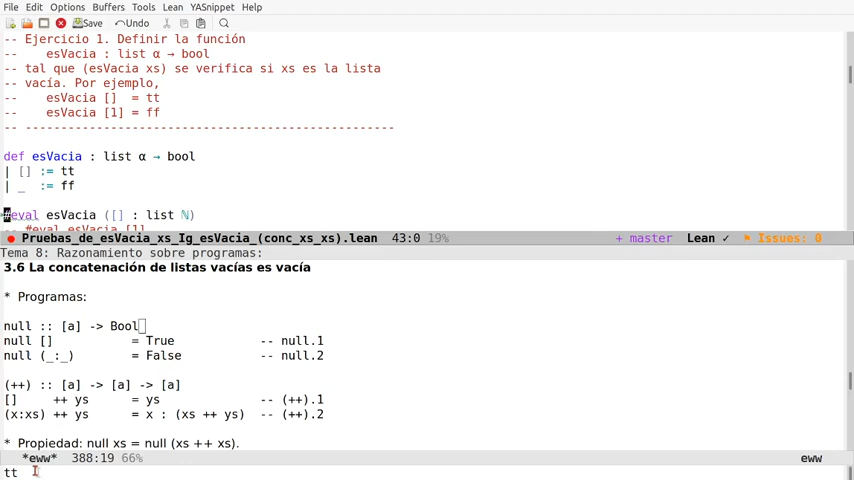 File Edit Options Buffers Tools Lean YASnippet Help
Save Undo
-- Ejercicio 1. Definir la función
-- esVacia : list α → bool
-- tal que (esVacia xs) se verifica si xs es la lista
-- vacía. Por ejemplo,
-- esVacia [] = tt
-- esVacia [1] = ff
-- ----------------------------------------------------
def esVacia : list α → bool
| [] := tt
| _ := ff
#eval esVacia ([] : list ℕ)
-- #eval esVacia [1]
Pruebas_de_esVacia_xs_Ig_esVacia_(conc_xs_xs).lean 43:0 19% + master Lean ✓ Issues: 0
Tema 8: Razonamiento sobre programas:
3.6 La concatenación de listas vacías es vacía
* Programas:
null :: [a] -> Bool
null [] = True -- null.1
null (_:_) = False -- null.2
(++) :: [a] -> [a] -> [a]
[] ++ ys = ys -- (++).1
(x:xs) ++ ys = x : (xs ++ ys) -- (++).2
* Propiedad: null xs = null (xs ++ xs).
*eww* 388:19 66% eww
tt